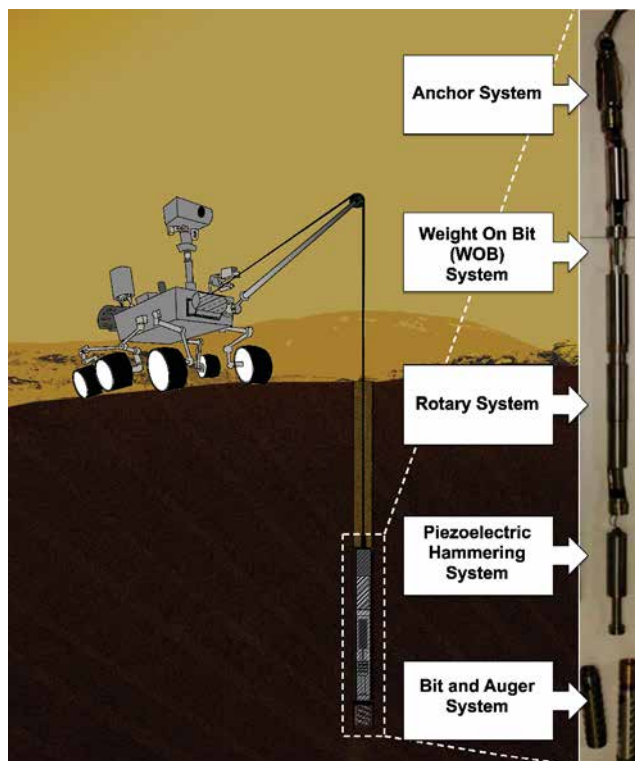 Anchor System
Weight On Bit
(WOB)
System
Rotary System
Piezoelectric
Hammering
System
Bit and Auger
System